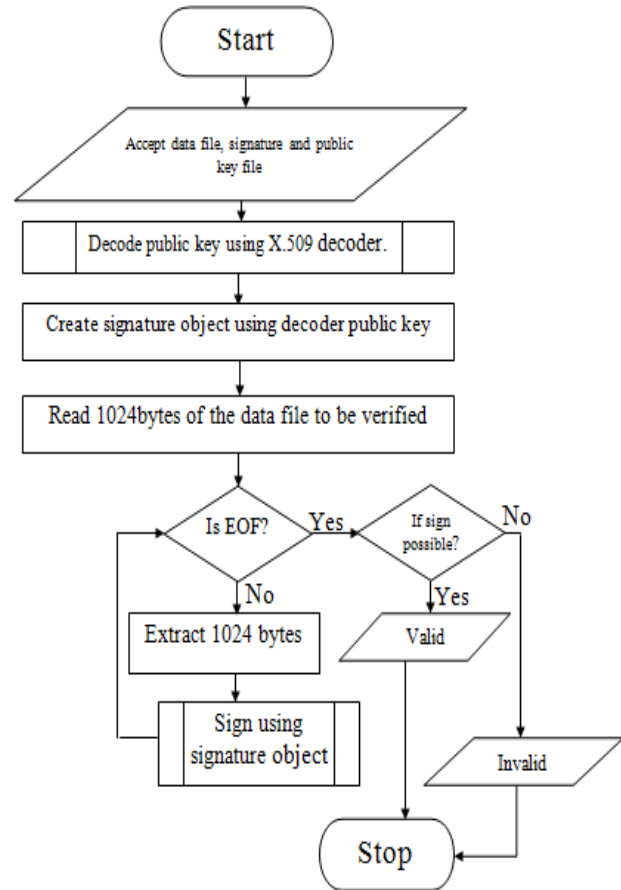 Start
Accept data file, signature and public
key file
Decode public key using X.509 decoder.
Create signature object using decoder public key
Read 1024bytes of the data file to be verified
Is EOF?
Yes
If sign
possible?
No
No
Yes
Extract 1024 bytes
Valid
Sign using
signature object
Invalid
Stop